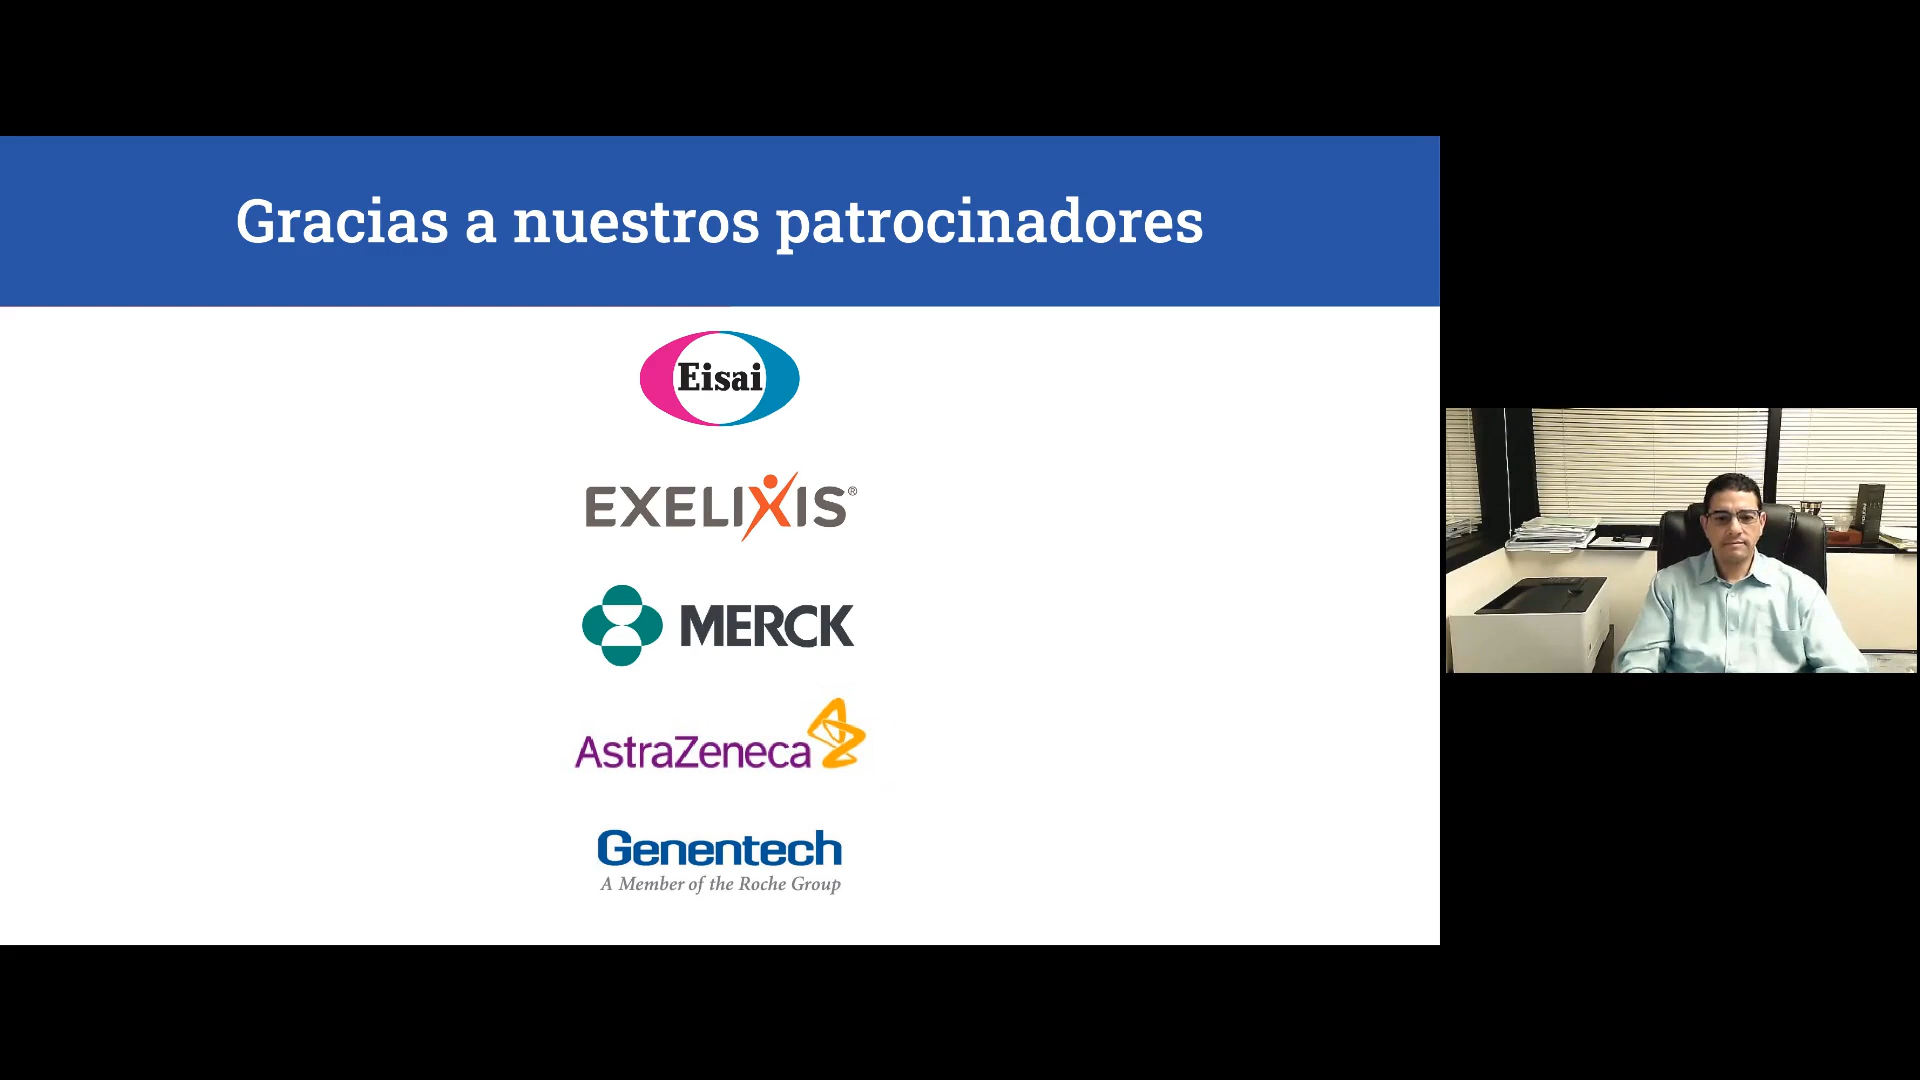 Gracias a nuestros patrocinadores
Eisai
EXELIXIS®
MERCK
AstraZeneca
Genentech
A Member of the Roche Group